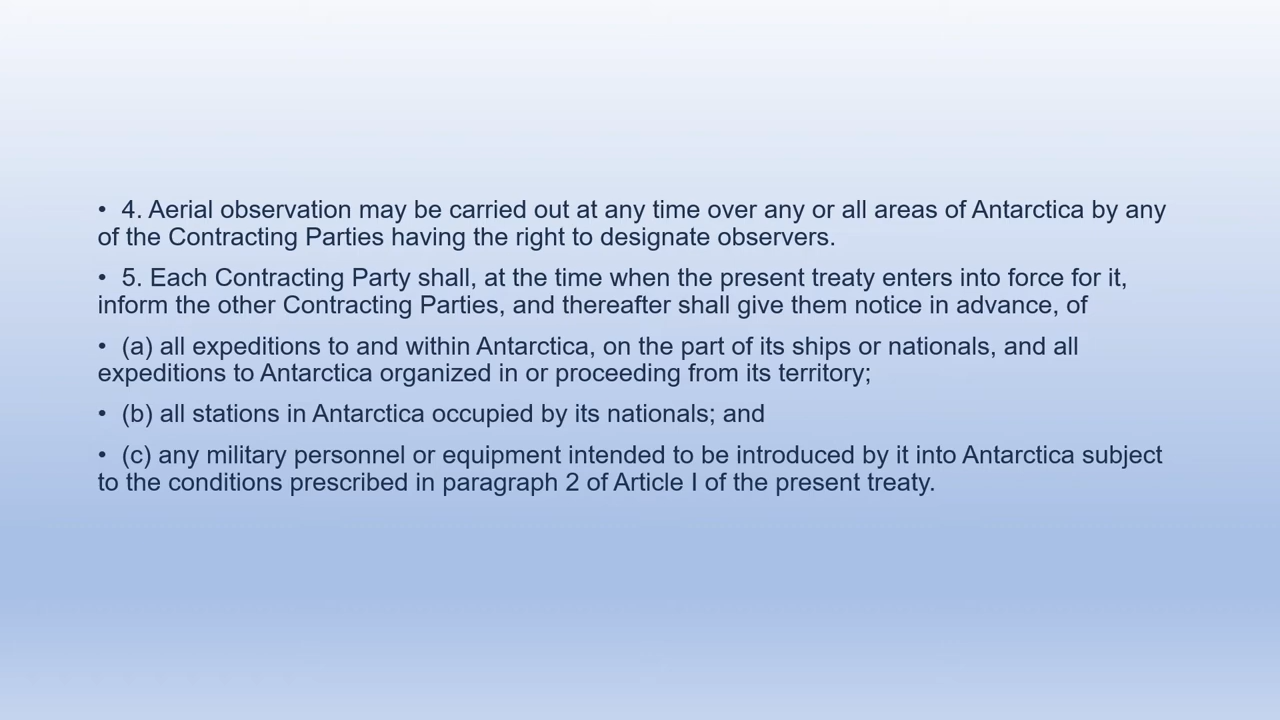 • 4. Aerial observation may be carried out at any time over any or all areas of Antarctica by any
of the Contracting Parties having the right to designate observers.
• 5. Each Contracting Party shall, at the time when the present treaty enters into force for it,
inform the other Contracting Parties, and thereafter shall give them notice in advance, of
• (a) all expeditions to and within Antarctica, on the part of its ships or nationals, and all
expeditions to Antarctica organized in or proceeding from its territory;
• (b) all stations in Antarctica occupied by its nationals; and
• (c) any military personnel or equipment intended to be introduced by it into Antarctica subject
to the conditions prescribed in paragraph 2 of Article I of the present treaty.